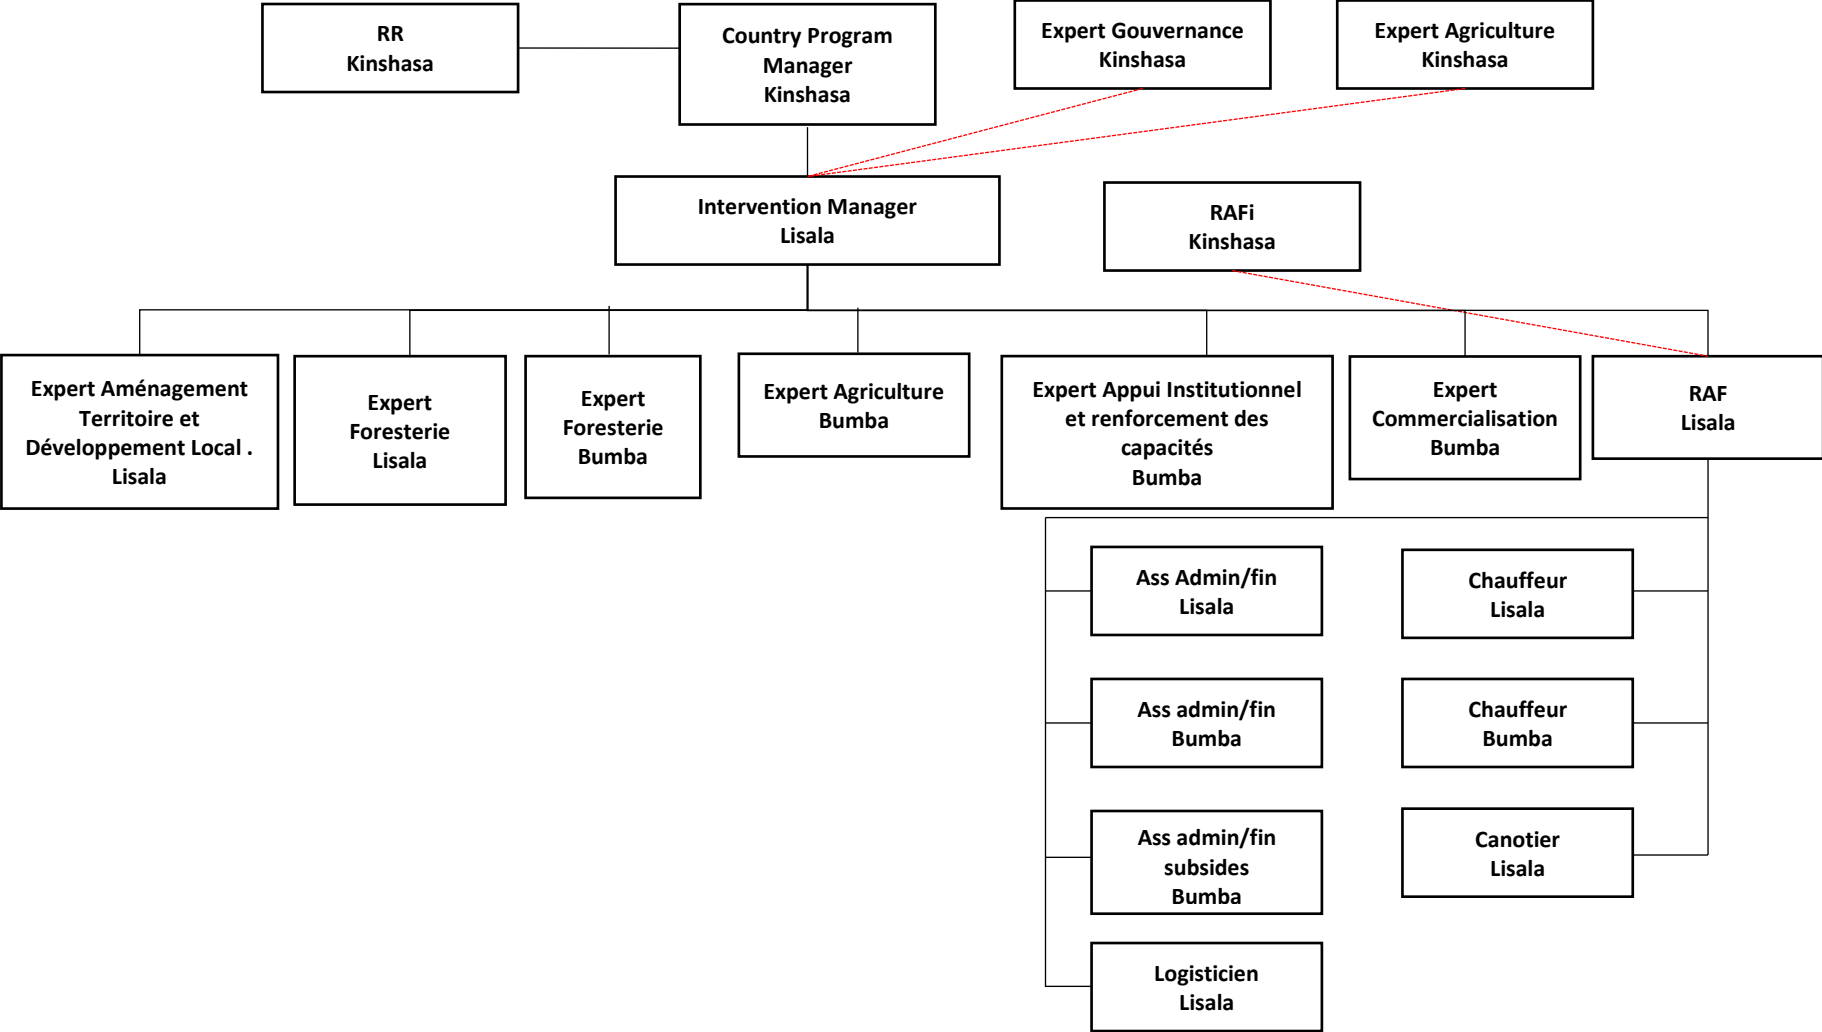 RR
Kinshasa
Country Program
Manager
Kinshasa
Expert Gouvernance
Kinshasa
Expert Agriculture
Kinshasa
Intervention Manager
Lisala
RAFi
Kinshasa
Expert Aménagement
Territoire et
Développement Local .
Lisala
Expert
Foresterie
Lisala
Expert
Foresterie
Bumba
Expert Agriculture
Bumba
Expert Appui Institutionnel
et renforcement des
capacités
Bumba
Expert
Commercialisation
Bumba
RAF
Lisala
Ass Admin/fin
Lisala
Chauffeur
Lisala
Ass admin/fin
Bumba
Chauffeur
Bumba
Ass admin/fin
subsides
Bumba
Canotier
Lisala
Logisticien
Lisala